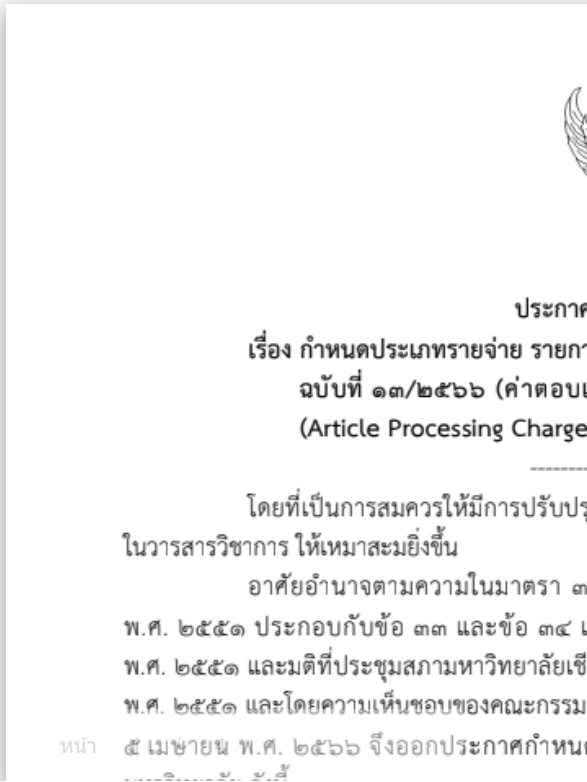 ประกาศ
เรื่อง กำหนดประเภทรายจ่าย รายกา
ฉบับที่ ๑๓/๒๕๖๖ (ค่าตอบแ
(Article Processing Charge
โดยที่เป็นการสมควรให้มีการปรับปร
ในวารสารวิชาการ ให้เหมาะสมยิ่งขึ้น
อาศัยอำนาจตามความในมาตรา ๓
พ.ศ. ๒๕๕๑ ประกอบกับข้อ ๓๓ และข้อ ๓๔ แ
พ.ศ. ๒๕๕๑ และมติที่ประชุมสภามหาวิทยาลัยเชี
พ.ศ. ๒๕๕๑ และโดยความเห็นชอบของคณะกรรม
หน้า ๕ เมษายน พ.ศ. ๒๕๖๖ จึงออกประกาศกำหนด